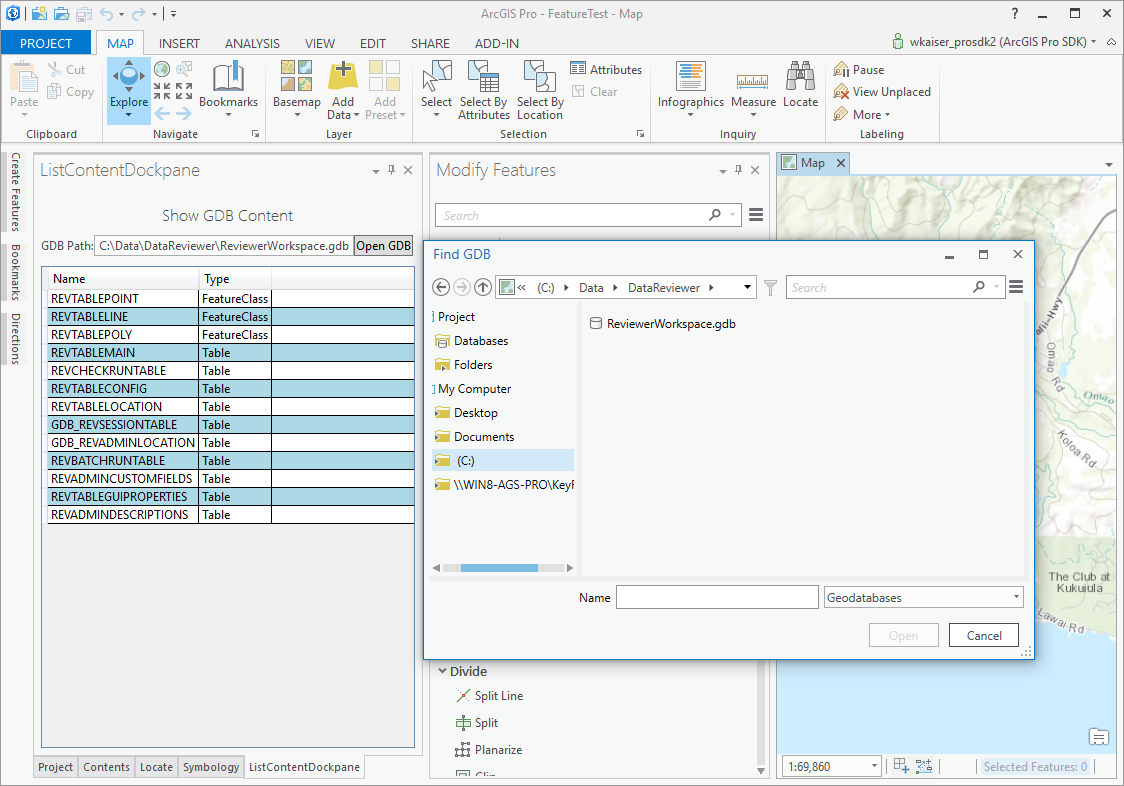 ArcGIS Pro - FeatureTest - Map
PROJECT MAP INSERT ANALYSIS VIEW EDIT SHARE ADD-IN
wkaiser_prosdk2 (ArcGIS Pro SDK)
Paste
Cut
Copy
Clipboard
Explore
Bookmarks
Navigate
Basemap
Add Data
Add Preset
Layer
Select
Select By Attributes
Select By Location
Attributes
Clear
Selection
Infographics
Measure
Locate
Inquiry
Pause
View Unplaced
More
Labeling
Create Features
Bookmarks
Directions
ListContentDockpane
Show GDB Content
GDB Path: C:\Data\DataReviewer\ReviewerWorkspace.gdb Open GDB
Name Type
REVTABLEPOINT FeatureClass
REVTABLELINE FeatureClass
REVTABLEPOLY FeatureClass
REVTABLEMAIN Table
REVCHECKRUNTABLE Table
REVTABLECONFIG Table
REVTABLELOCATION Table
GDB_REVSESSIONTABLE Table
GDB_REVADMINLOCATION Table
REVBATCHRUNTABLE Table
REVADMINCUSTOMFIELDS Table
REVTABLEGUIPROPERTIES Table
REVADMINDESCRIPTIONS Table
Project Contents Locate Symbology ListContentDockpane
Modify Features
Search
Find GDB
(C:) Data DataReviewer
Search
Project
Databases
Folders
My Computer
Desktop
Documents
(C:)
\\WIN8-AGS-PRO\KeyF
ReviewerWorkspace.gdb
Name
Geodatabases
Open Cancel
Divide
Split Line
Split
Planarize
Clip
Map
Omao Rd
Omao
Koloa Rd
The Club at
Kukuiula
Lawai Rd
1:69,860
Selected Features: 0